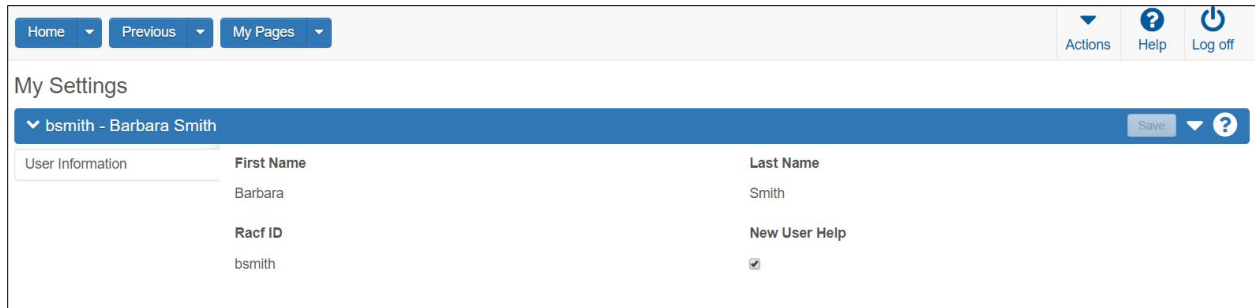 Home Previous My Pages Actions Help Log off
My Settings
bsmith - Barbara Smith Save
User Information First Name Last Name
Barbara Smith
Racf ID New User Help
bsmith